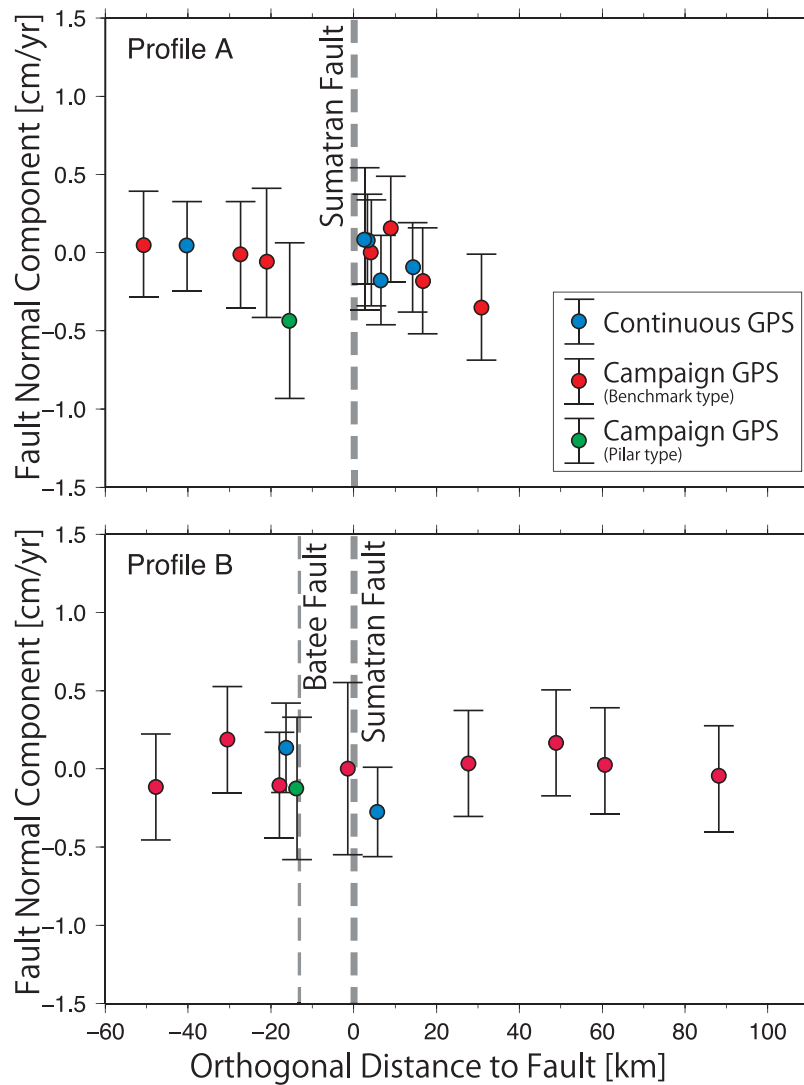 Profile A
Sumatran Fault
Fault Normal Component [cm/yr]
1.5
1.0
0.5
0.0
−0.5
−1.0
−1.5
Continuous GPS
Campaign GPS
(Benchmark type)
Campaign GPS
(Pilar type)
Profile B
Batee Fault
Sumatran Fault
Fault Normal Component [cm/yr]
1.5
1.0
0.5
0.0
−0.5
−1.0
−1.5
−60 −40 −20 0 20 40 60 80 100
Orthogonal Distance to Fault [km]